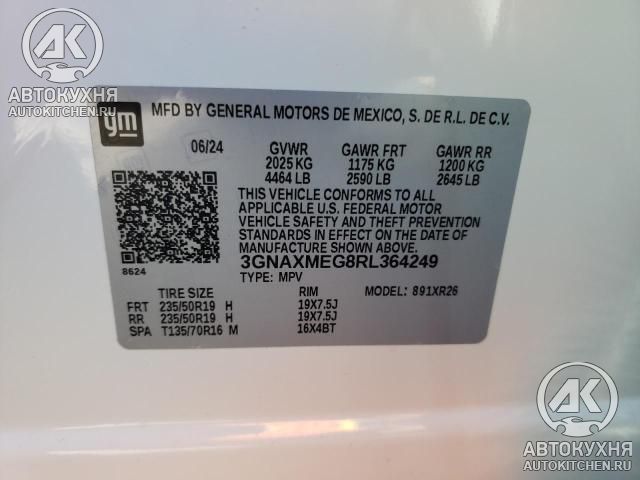 АВТОКУХНЯ
AUTOKITCHEN.RU
gm
MFD BY GENERAL MOTORS DE MEXICO, S. DE R.L. DE C.V.
06/24 GVWR GAWR FRT GAWR RR
2025 KG 1175 KG 1200 KG
4464 LB 2590 LB 2645 LB
THIS VEHICLE CONFORMS TO ALL
APPLICABLE U.S. FEDERAL MOTOR
VEHICLE SAFETY AND THEFT PREVENTION
STANDARDS IN EFFECT ON THE DATE OF
MANUFACTURE SHOWN ABOVE.
8624 3GNAXMEG8RL364249
TYPE: MPV
TIRE SIZE RIM MODEL: 891XR26
FRT 235/50R19 H 19X7.5J
RR 235/50R19 H 19X7.5J
SPA T135/70R16 M 16X4BT
АК
АВТОКУХНЯ
AUTOKITCHEN.RU